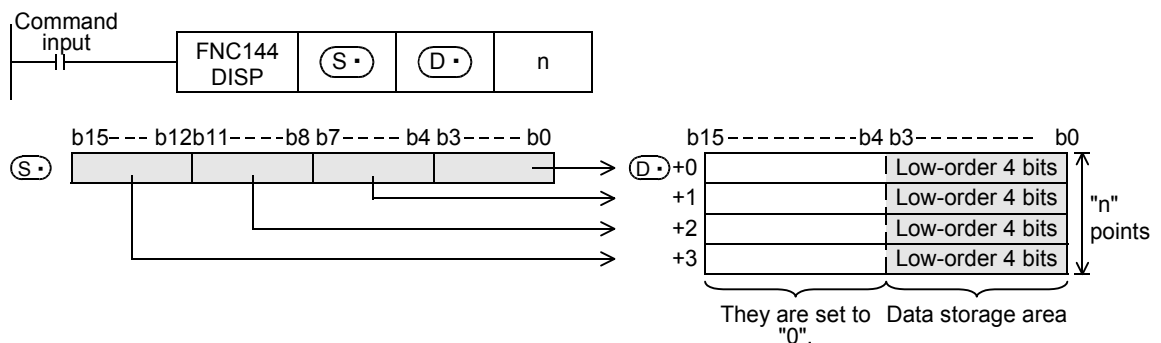 Command
input
FNC144
DISP
S·
D·
n
b15--- b12b11----b8 b7----- b4 b3---- b0
b15----------b4 b3--------- b0
S·
D·+0
Low-order 4 bits
+1
Low-order 4 bits
"n"
+2
Low-order 4 bits
points
+3
Low-order 4 bits
They are set to
"0".
Data storage area